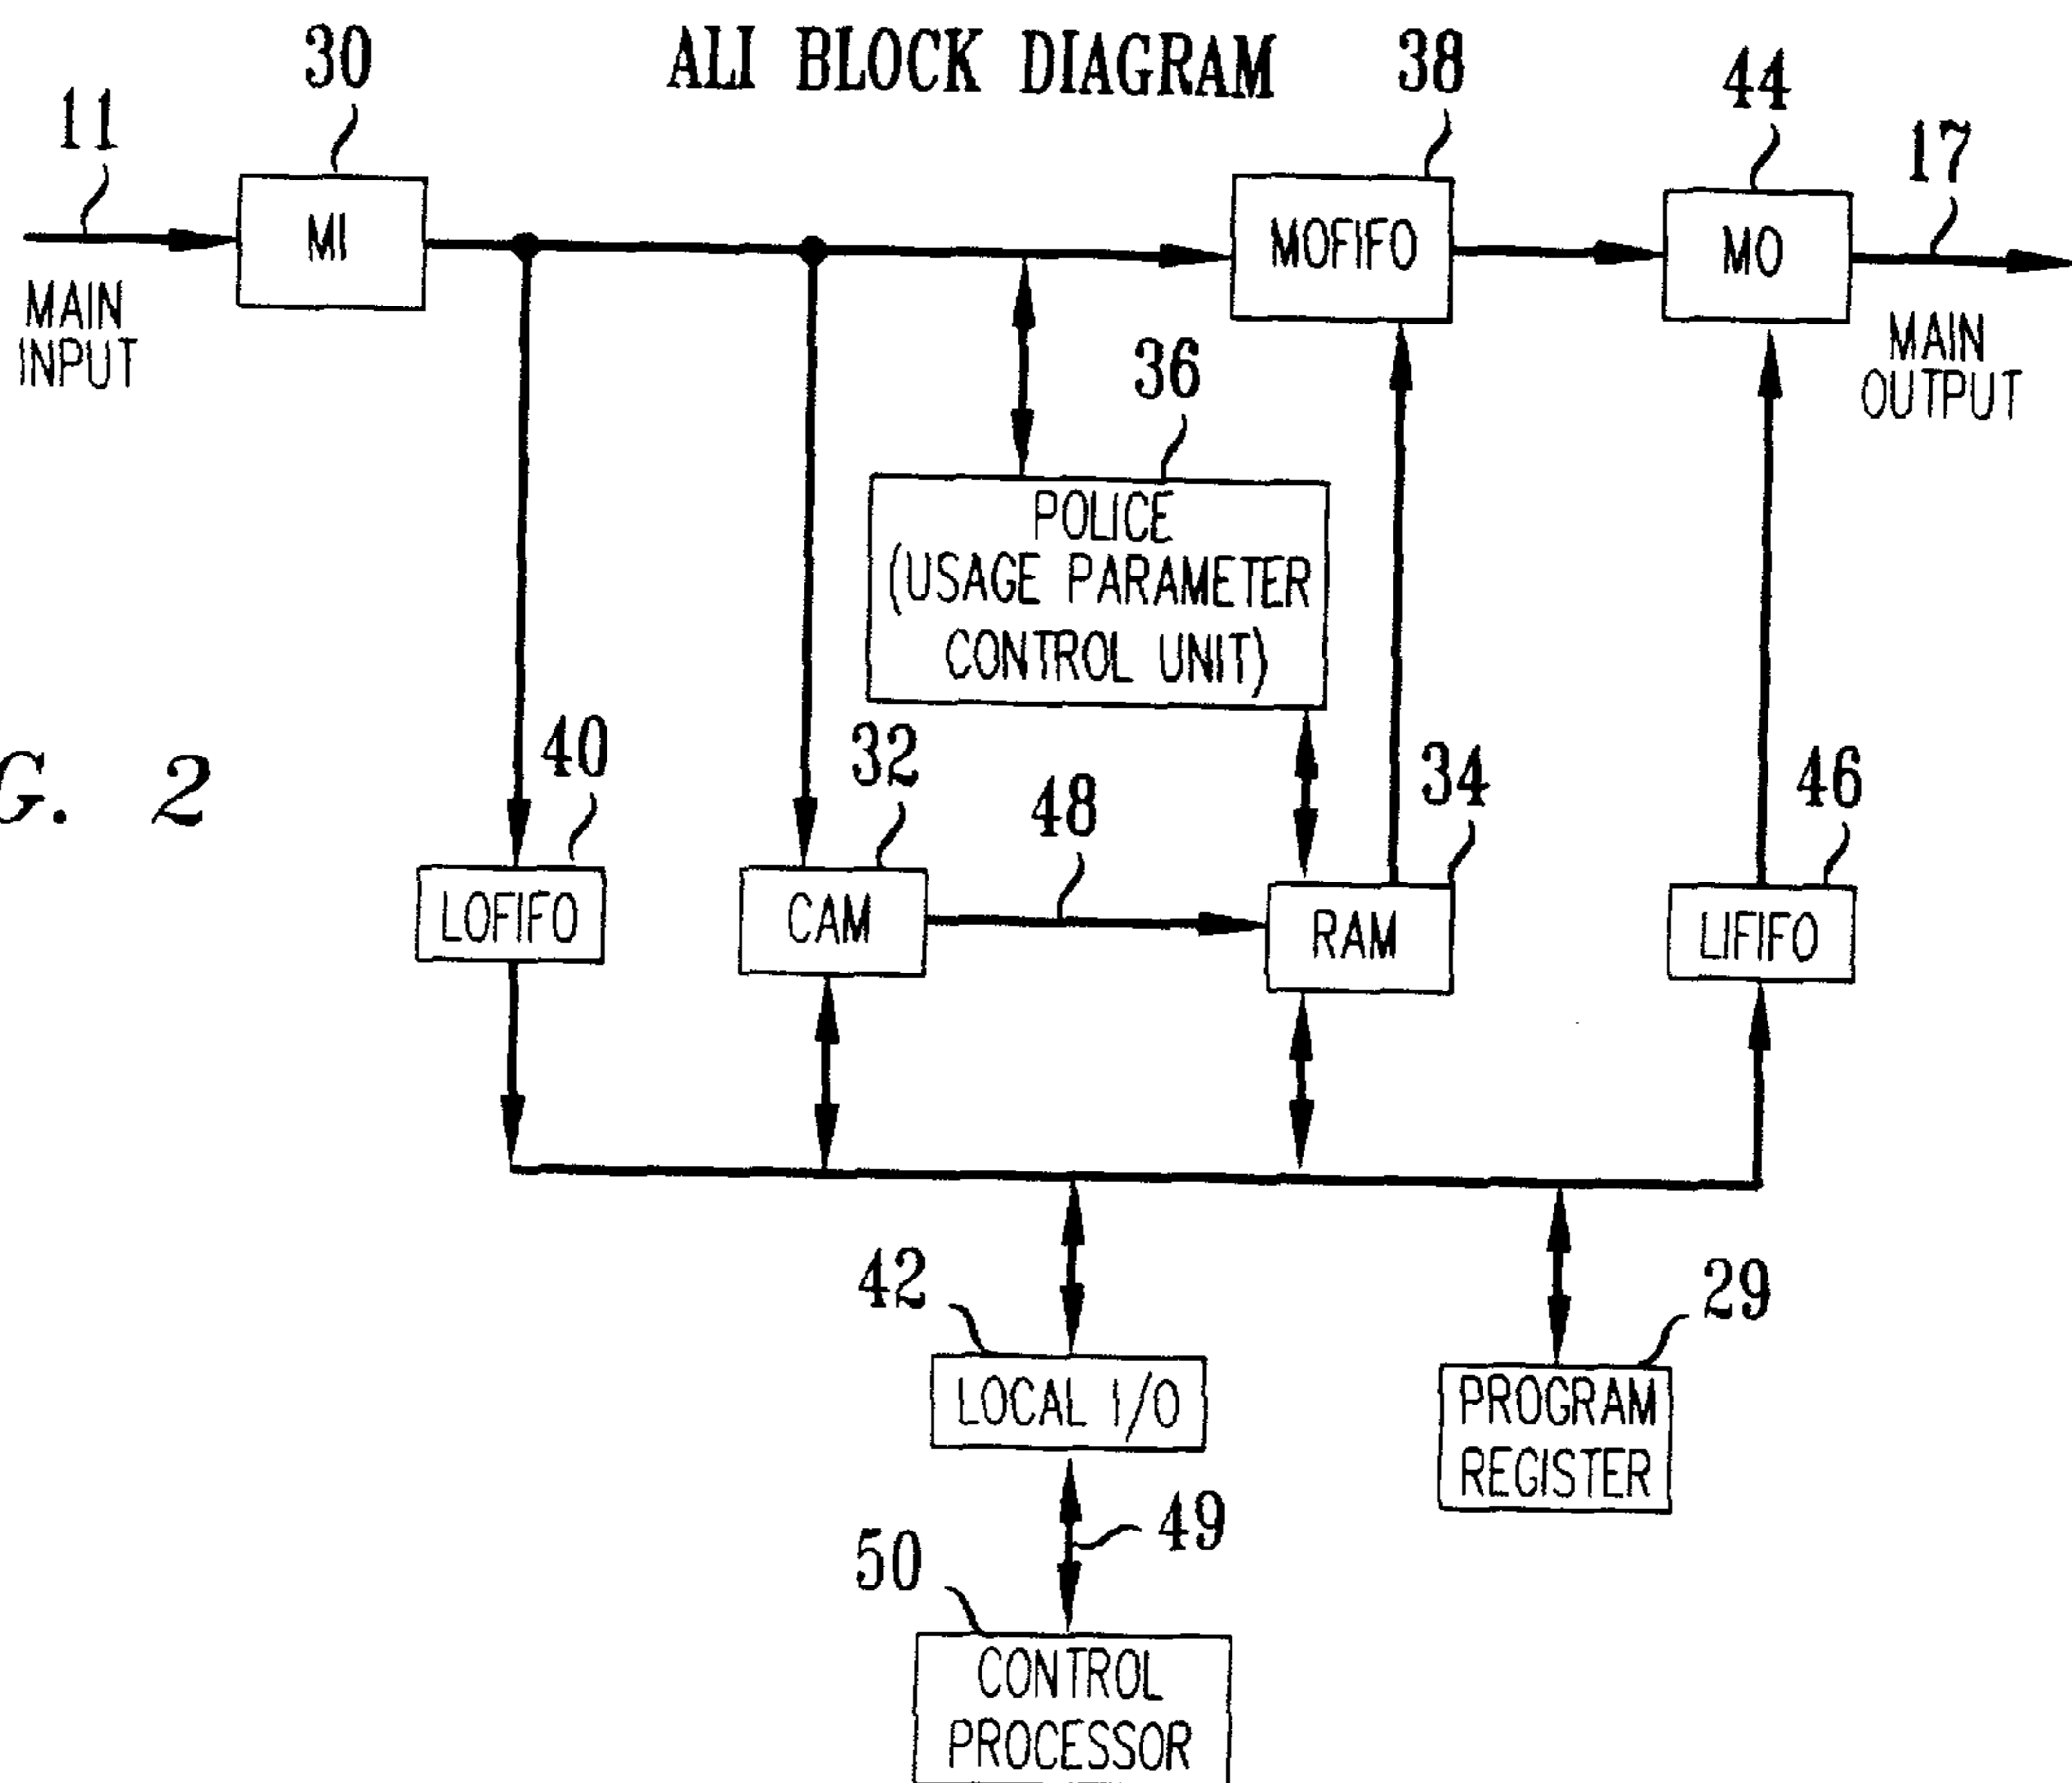 ALI BLOCK DIAGRAM
11
30
38
44
17
MI
MOFIFO
MO
MAIN
INPUT
MAIN
OUTPUT
36
POLICE
(USAGE PARAMETER
CONTROL UNIT)
G. 2
40
32
48
34
46
LOFIFO
CAM
RAM
LIFIFO
42
29
LOCAL I/O
PROGRAM
REGISTER
49
50
CONTROL
PROCESSOR